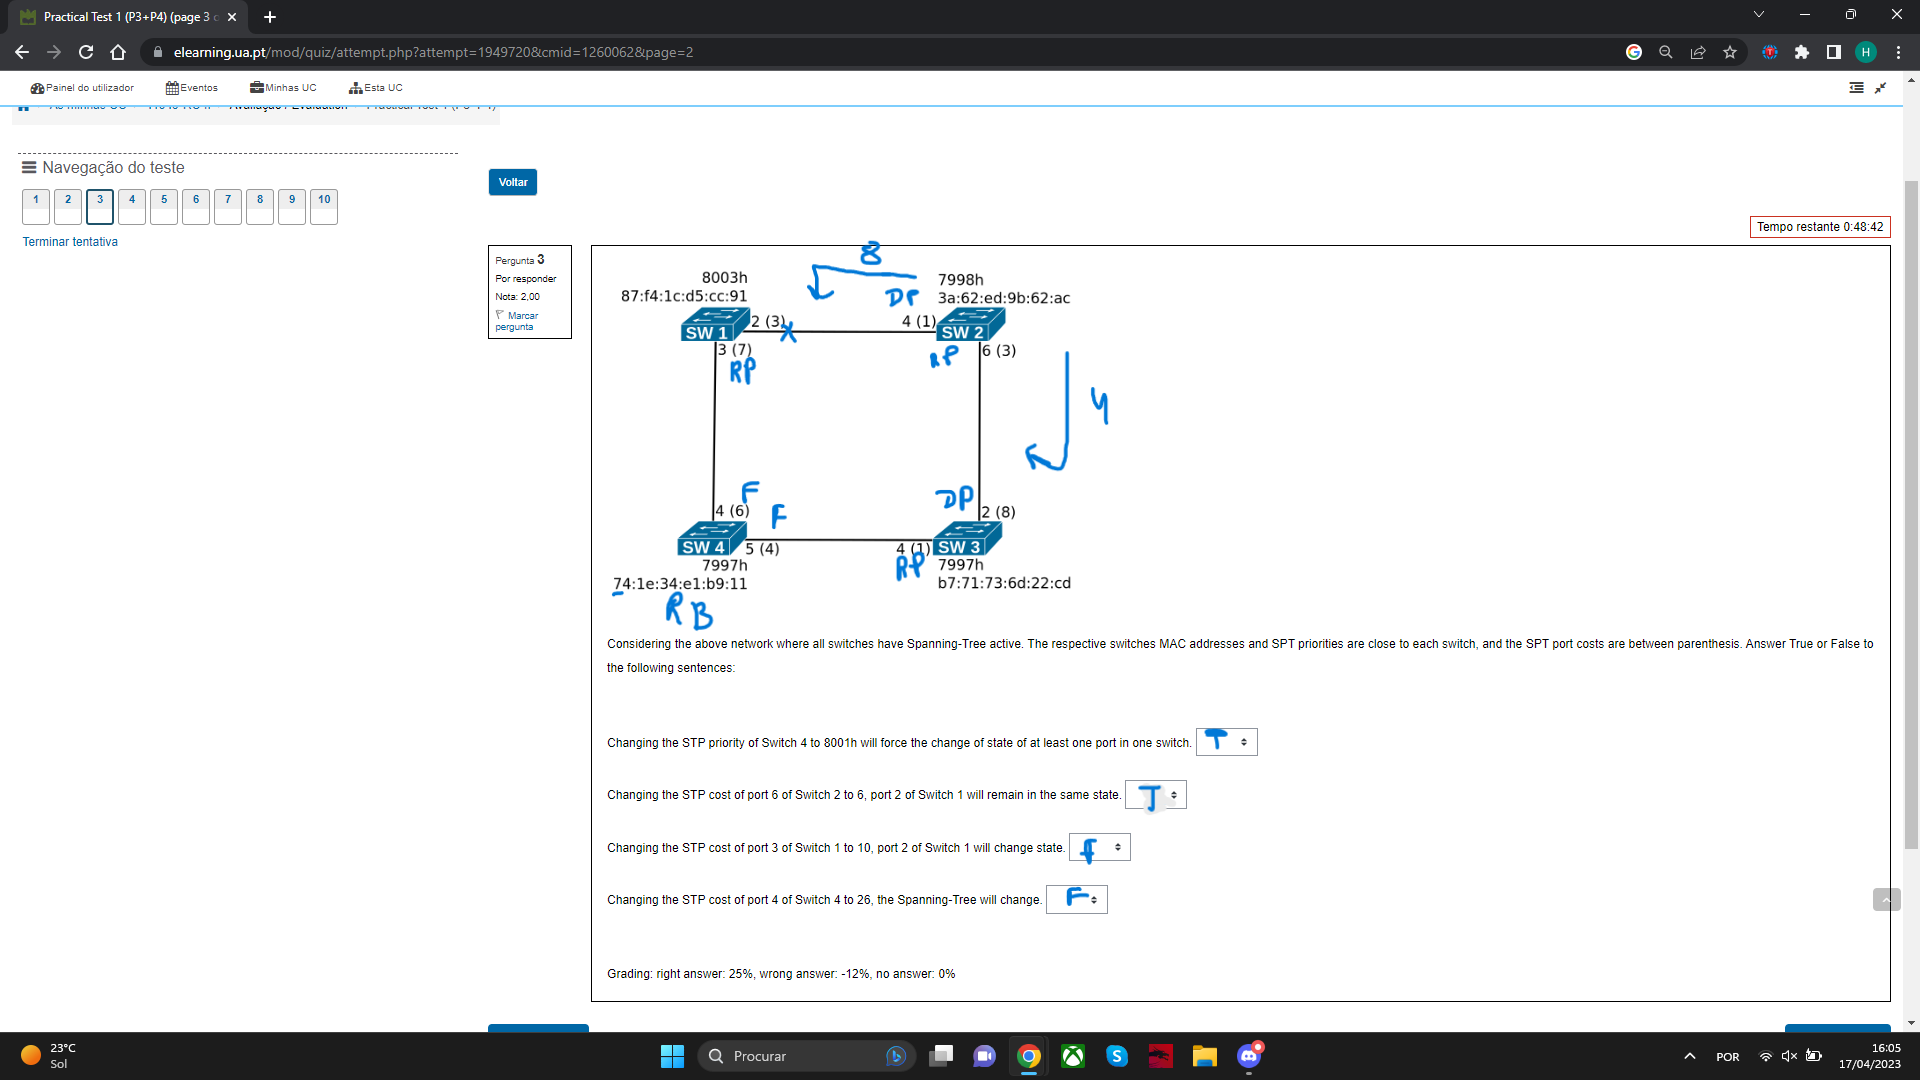 Practical Test 1 (P3+P4) (page 3 o
elearning.ua.pt/mod/quiz/attempt.php?attempt=1949720&cmid=1260062&page=2
H
Painel do utilizador
Eventos
Minhas UC
Esta UC
Navegação do teste
1 2 3 4 5 6 7 8 9 10
Terminar tentativa
Voltar
Tempo restante 0:48:42
Pergunta 3
Por responder
Nota: 2,00
Marcar
pergunta
8
8003h
87:f4:1c:d5:cc:91
7998h
3a:62:ed:9b:62:ac
DP
2 (3)
X
4 (1)
SW 1
SW 2
3 (7)
RP
RP
6 (3)
4
F
DP
4 (6)
F
2 (8)
SW 4
5 (4)
4 (1)
SW 3
RP
7997h
74:1e:34:e1:b9:11
7997h
b7:71:73:6d:22:cd
RB
Considering the above network where all switches have Spanning-Tree active. The respective switches MAC addresses and SPT priorities are close to each switch, and the SPT port costs are between parenthesis. Answer True or False to
the following sentences:
Changing the STP priority of Switch 4 to 8001h will force the change of state of at least one port in one switch. T
Changing the STP cost of port 6 of Switch 2 to 6, port 2 of Switch 1 will remain in the same state. T
Changing the STP cost of port 3 of Switch 1 to 10, port 2 of Switch 1 will change state. f
Changing the STP cost of port 4 of Switch 4 to 26, the Spanning-Tree will change. F
Grading: right answer: 25%, wrong answer: -12%, no answer: 0%
23°C
Sol
Procurar
POR
16:05
17/04/2023